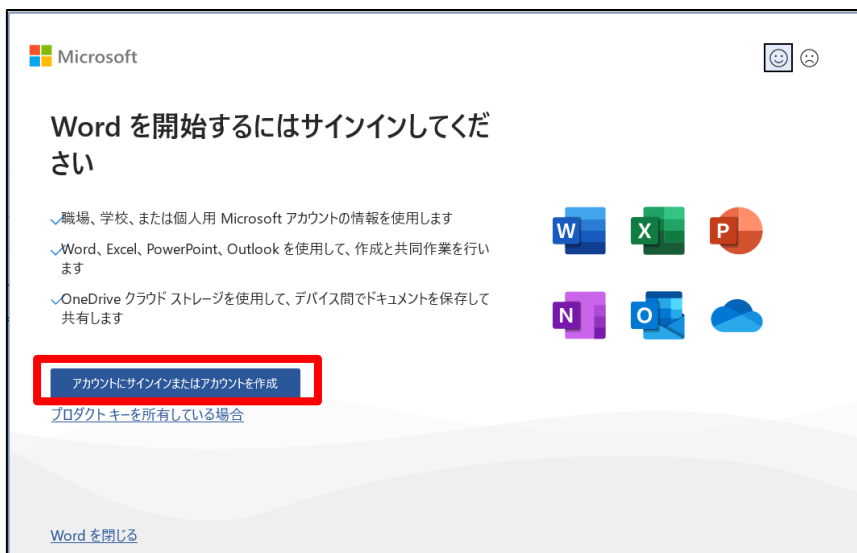 Microsoft
Word を開始するにはサインインしてくだ
さい
職場、学校、または個人用 Microsoft アカウントの情報を使用します
Word、Excel、PowerPoint、Outlook を使用して、作成と共同作業を行い
ます
OneDrive クラウド ストレージを使用して、デバイス間でドキュメントを保存して
共有します
W X P
N O
アカウントにサインインまたはアカウントを作成
プロダクト キーを所有している場合
Word を閉じる